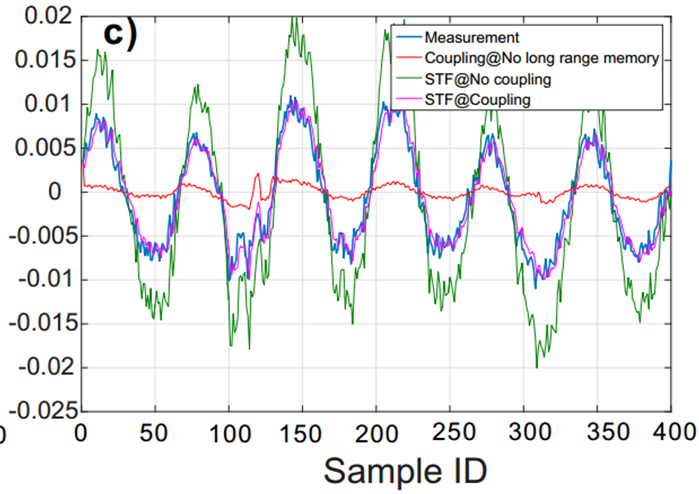 c)
0.02
0.015
0.01
0.005
0
-0.005
-0.01
-0.015
-0.02
-0.025
Measurement
Coupling@No long range memory
STF@No coupling
STF@Coupling
0
0 50 100 150 200 250 300 350 400
Sample ID